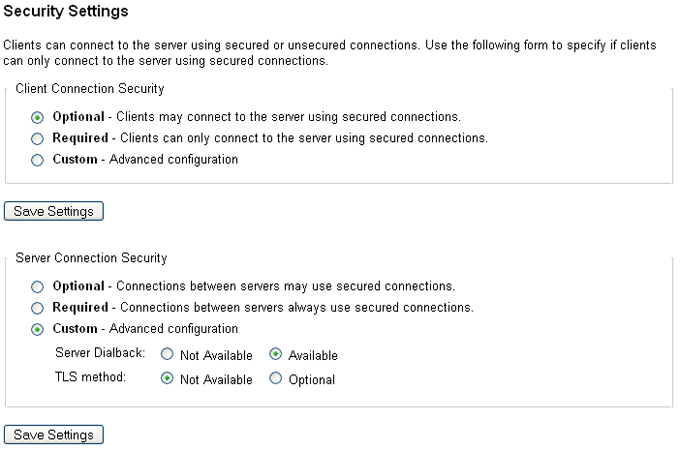 Security Settings
Clients can connect to the server using secured or unsecured connections. Use the following form to specify if clients
can only connect to the server using secured connections.
Client Connection Security
Optional - Clients may connect to the server using secured connections.
Required - Clients can only connect to the server using secured connections.
Custom - Advanced configuration
Save Settings
Server Connection Security
Optional - Connections between servers may use secured connections.
Required - Connections between servers always use secured connections.
Custom - Advanced configuration
Server Dialback: Not Available Available
TLS method: Not Available Optional
Save Settings